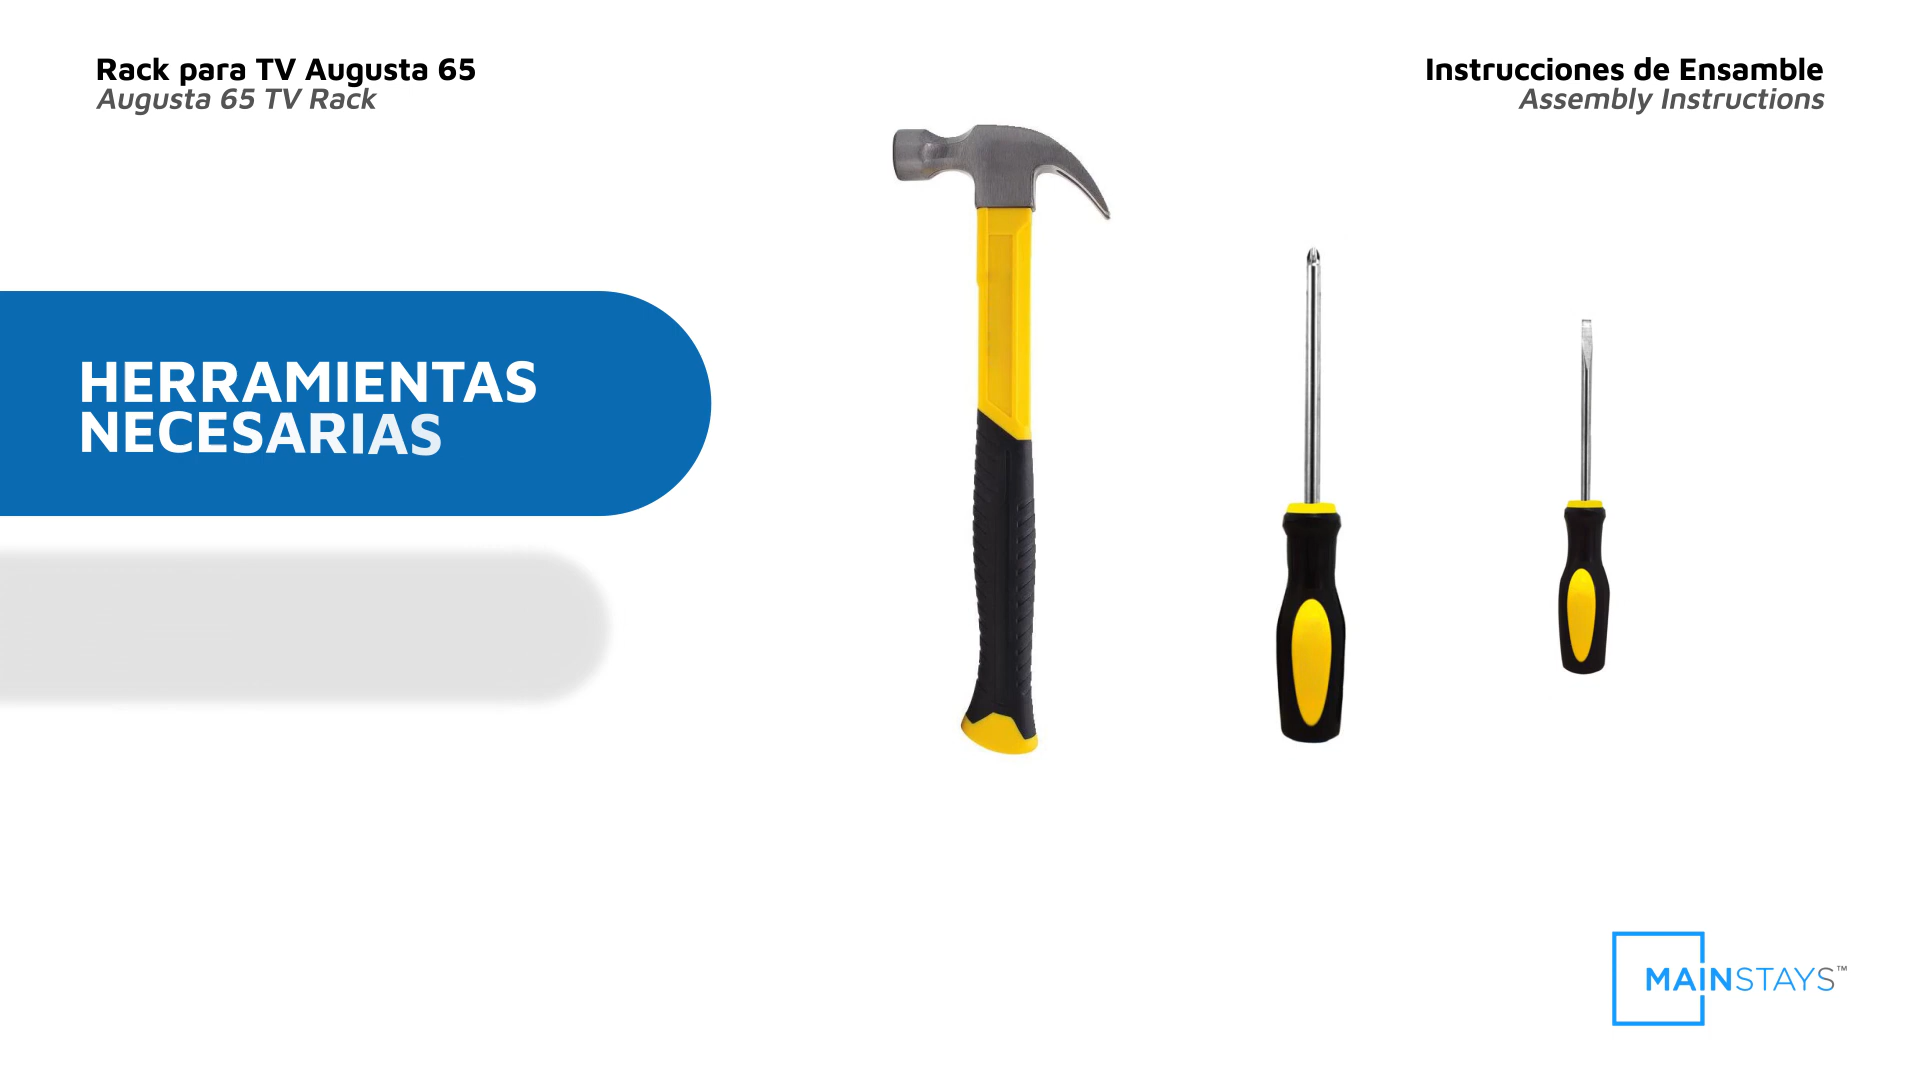 Rack para TV Augusta 65
Augusta 65 TV Rack
Instrucciones de Ensamble
Assembly Instructions
HERRAMIENTAS
NECESARIAS
MAINSTAYS™